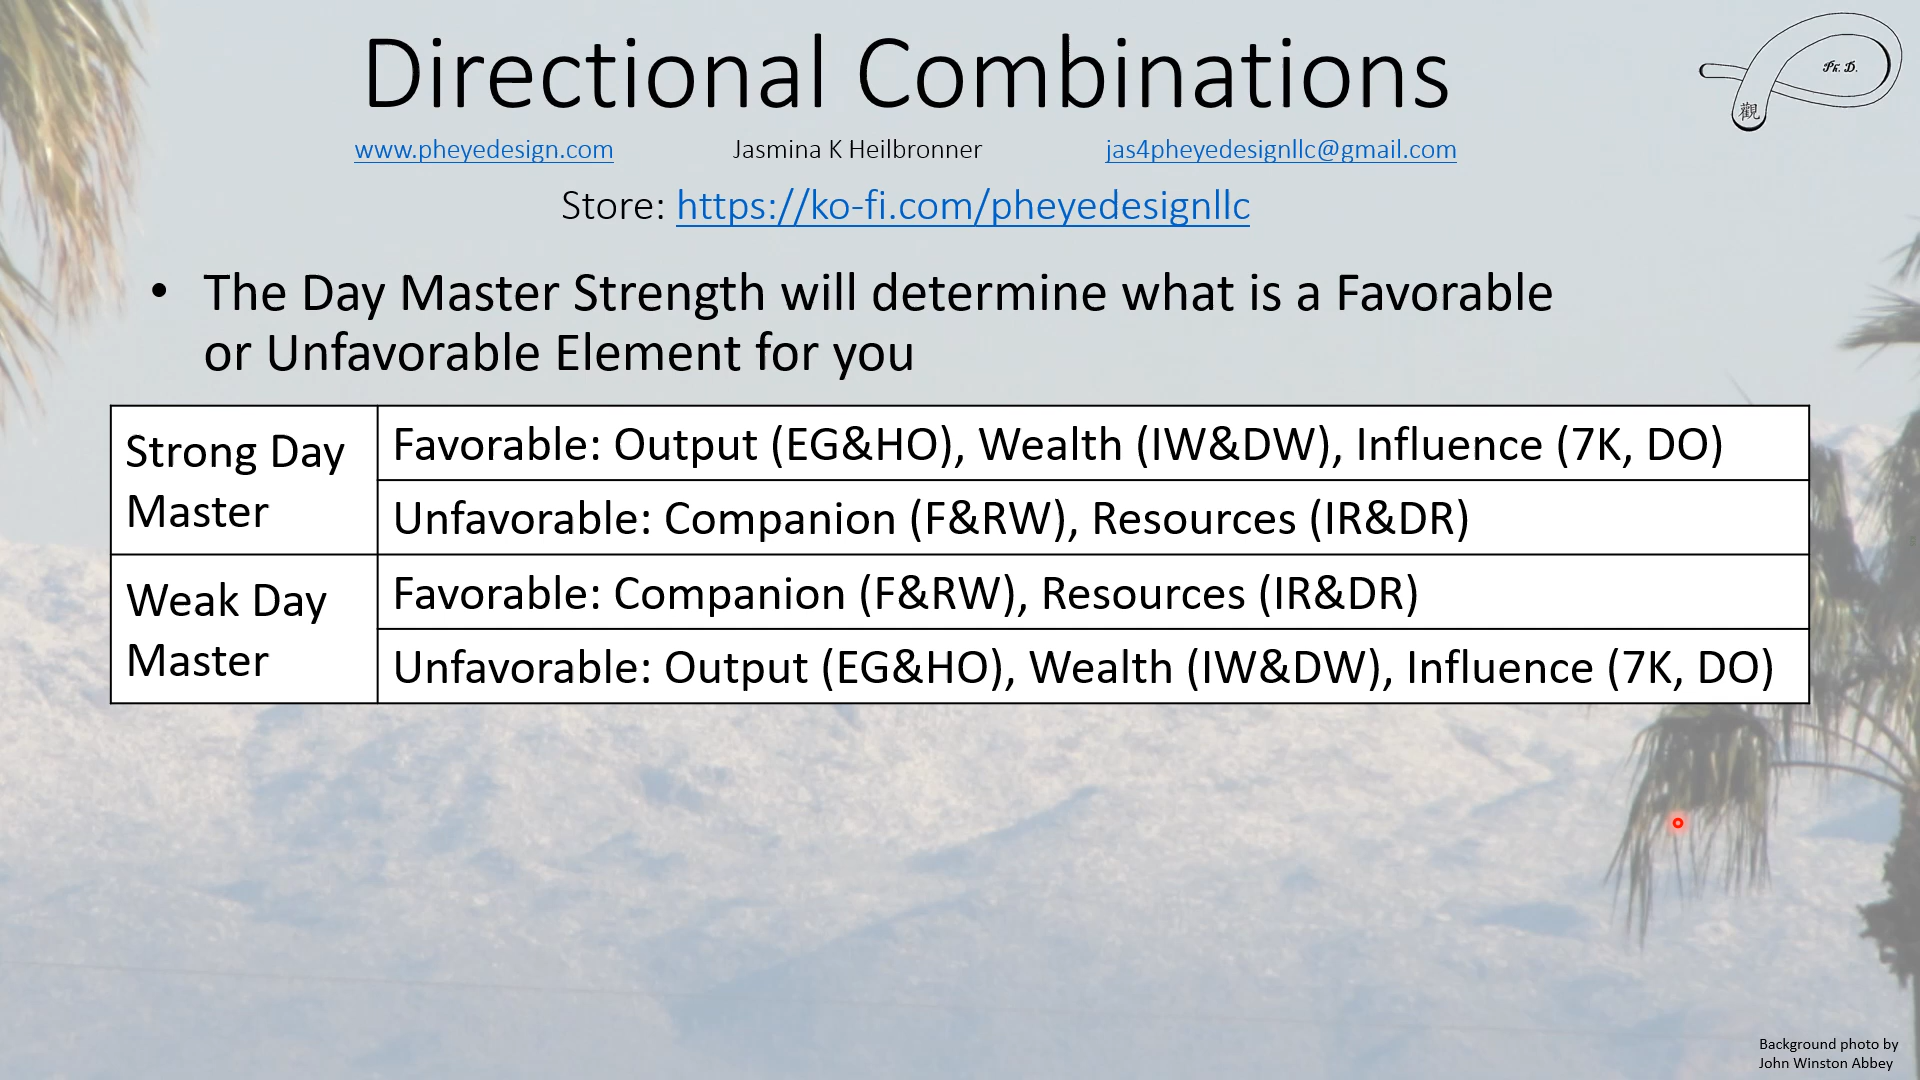 Directional Combinations
Ph. D.
觀
www.pheyedesign.com Jasmina K Heilbronner jas4pheyedesignllc@gmail.com
Store: https://ko-fi.com/pheyedesignllc
• The Day Master Strength will determine what is a Favorable
or Unfavorable Element for you
Strong Day
Master
Favorable: Output (EG&HO), Wealth (IW&DW), Influence (7K, DO)
Unfavorable: Companion (F&RW), Resources (IR&DR)
Weak Day
Master
Favorable: Companion (F&RW), Resources (IR&DR)
Unfavorable: Output (EG&HO), Wealth (IW&DW), Influence (7K, DO)
Background photo by
John Winston Abbey